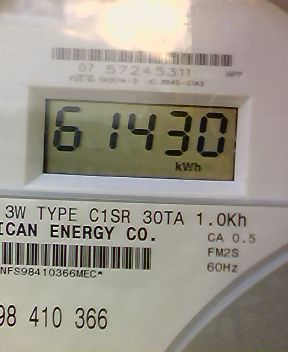 07 57245311
61430
kWh
3W TYPE C1SR 30TA 1.0Kh
ICAN ENERGY CO.
CA 0.5
FM2S
60Hz
NFS98410366MEC*
98 410 366